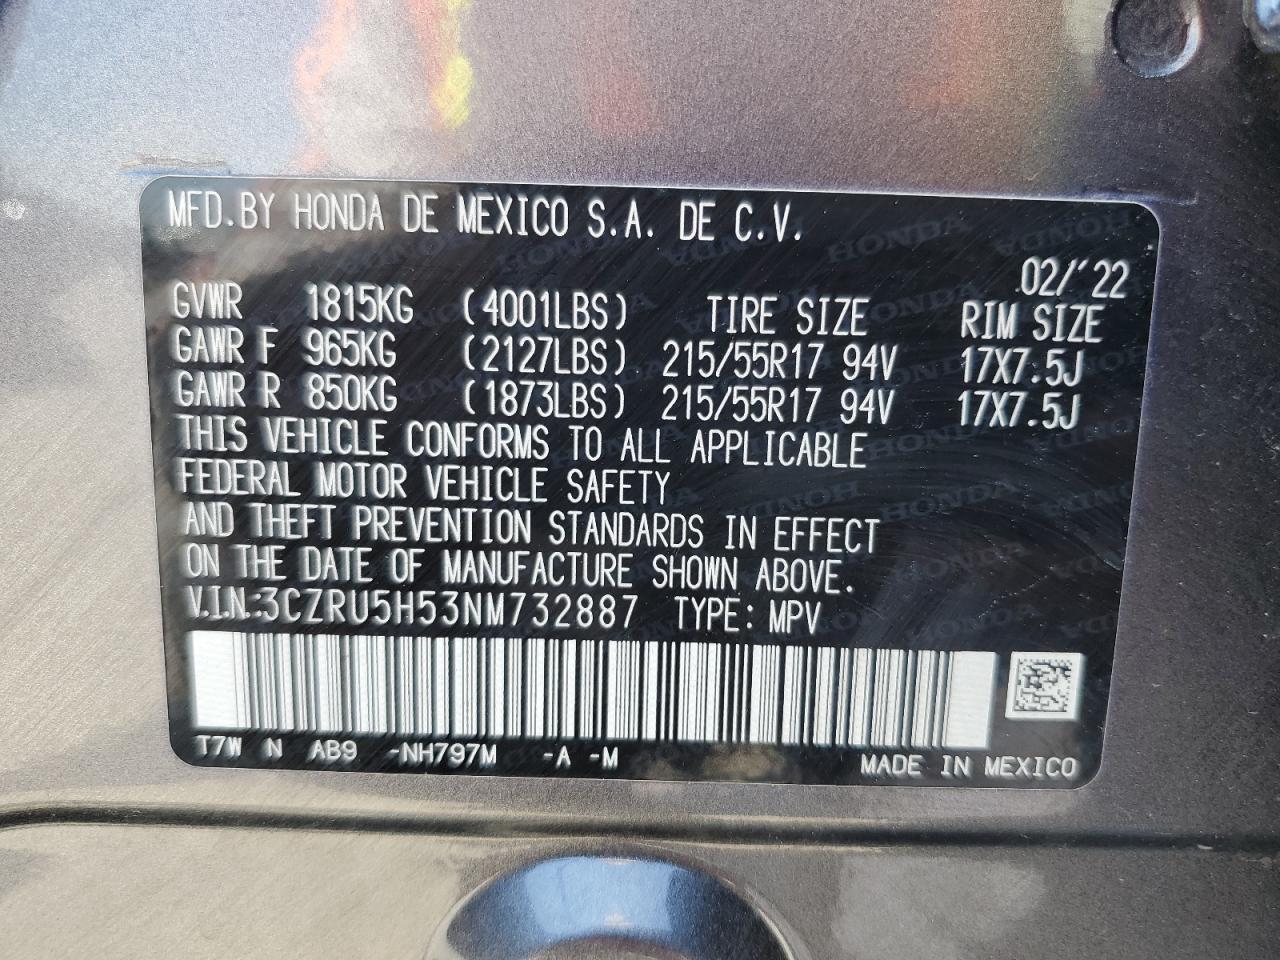 MFD.BY HONDA DE MEXICO S.A. DE C.V.
02/'22
GVWR 1815KG (4001LBS) TIRE SIZE RIM SIZE
GAWR F 965KG (2127LBS) 215/55R17 94V 17X7.5J
GAWR R 850KG (1873LBS) 215/55R17 94V 17X7.5J
THIS VEHICLE CONFORMS TO ALL APPLICABLE
FEDERAL MOTOR VEHICLE SAFETY
AND THEFT PREVENTION STANDARDS IN EFFECT
ON THE DATE OF MANUFACTURE SHOWN ABOVE.
V.I.N.:3CZRU5H53NM732887 TYPE: MPV
T7W N AB9 -NH797M -A -M
MADE IN MEXICO